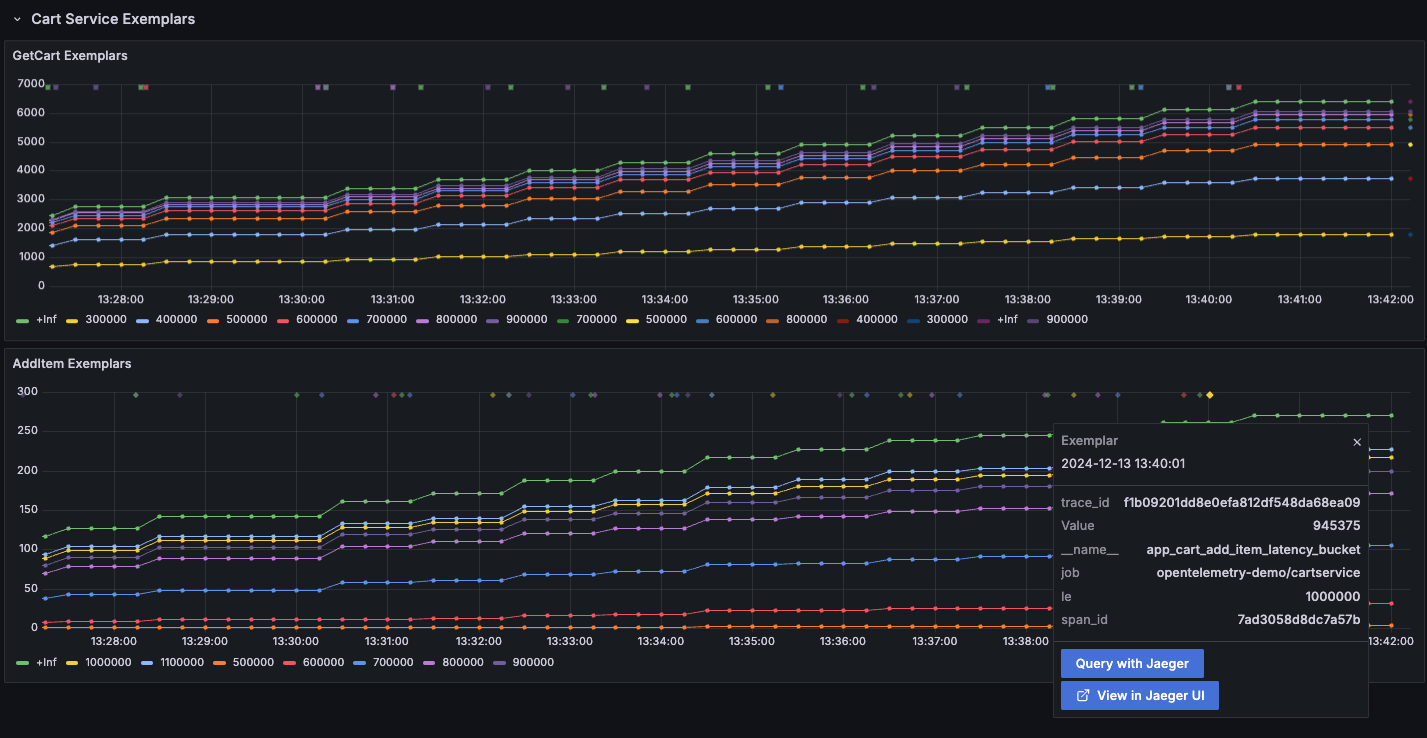 Cart Service Exemplars
GetCart Exemplars
7000
6000
5000
4000
3000
2000
1000
0
13:28:00 13:29:00 13:30:00 13:31:00 13:32:00 13:33:00 13:34:00 13:35:00 13:36:00 13:37:00 13:38:00 13:39:00 13:40:00 13:41:00 13:42:00
+Inf 300000 400000 500000 600000 700000 800000 900000 700000 500000 600000 800000 400000 300000 +Inf 900000
AddItem Exemplars
300
250
200
150
100
50
0
13:28:00 13:29:00 13:30:00 13:31:00 13:32:00 13:33:00 13:34:00 13:35:00 13:36:00 13:37:00 13:38:00 13:42:00
+Inf 1000000 1100000 500000 600000 700000 800000 900000
Exemplar
2024-12-13 13:40:01
trace_id f1b09201dd8e0efa812df548da68ea09
Value 945375
__name__ app_cart_add_item_latency_bucket
job opentelemetry-demo/cartservice
le 1000000
span_id 7ad3058d8dc7a57b
Query with Jaeger
View in Jaeger UI